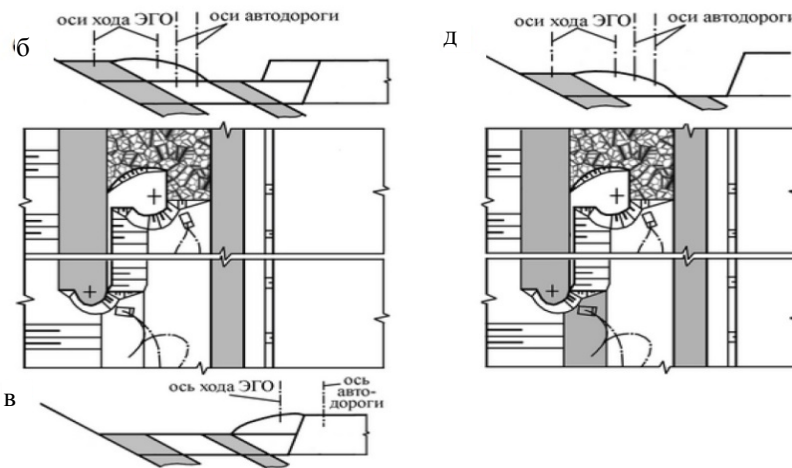 оси хода ЭГО
оси автодороги
б
оси хода ЭГО
оси автодороги
д
ось хода ЭГО
ось
авто-
дороги
в